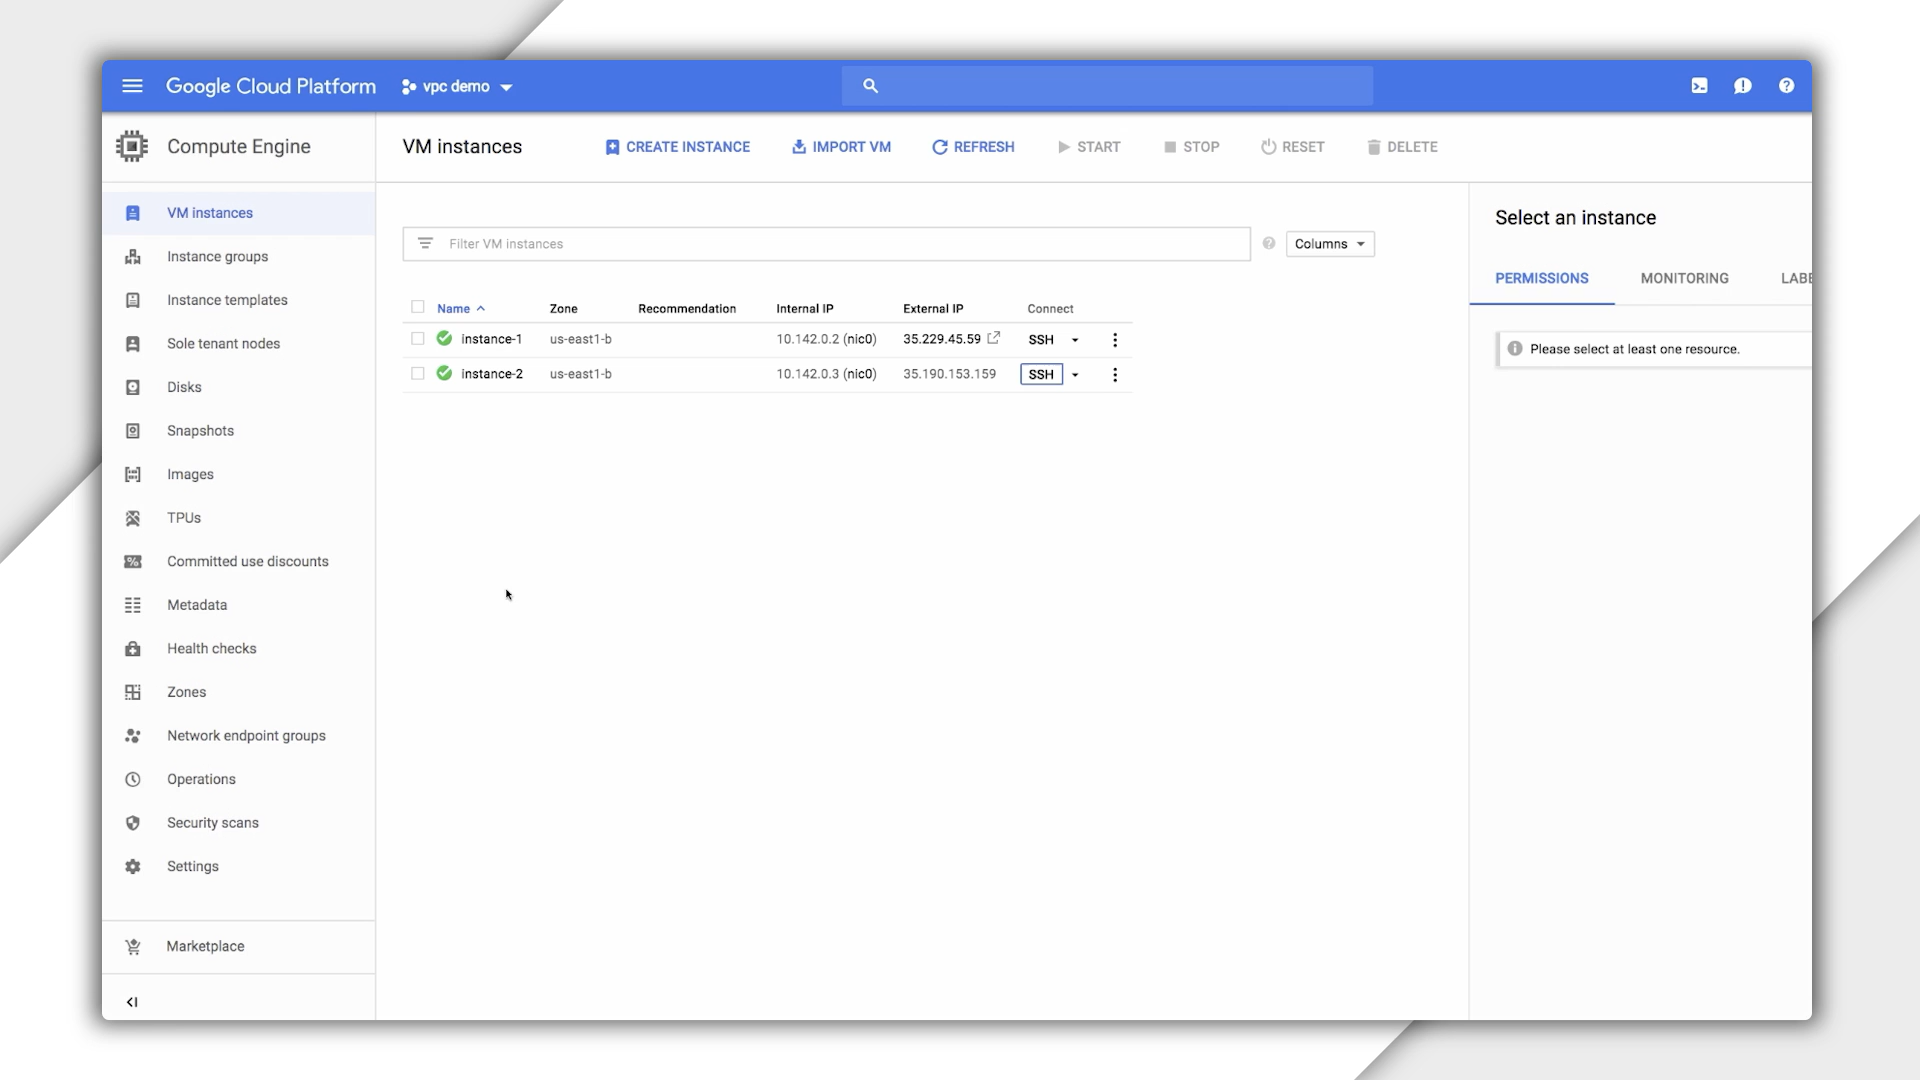 Google Cloud Platform
vpc demo
Compute Engine
VM instances
CREATE INSTANCE
IMPORT VM
REFRESH
START
STOP
RESET
DELETE
VM instances
Instance groups
Instance templates
Sole tenant nodes
Disks
Snapshots
Images
TPUs
Committed use discounts
Metadata
Health checks
Zones
Network endpoint groups
Operations
Security scans
Settings
Marketplace
Filter VM instances
Columns
Name Zone Recommendation Internal IP External IP Connect
instance-1 us-east1-b 10.142.0.2 (nic0) 35.229.45.59 SSH
instance-2 us-east1-b 10.142.0.3 (nic0) 35.190.153.159 SSH
Select an instance
PERMISSIONS MONITORING LABE
Please select at least one resource.